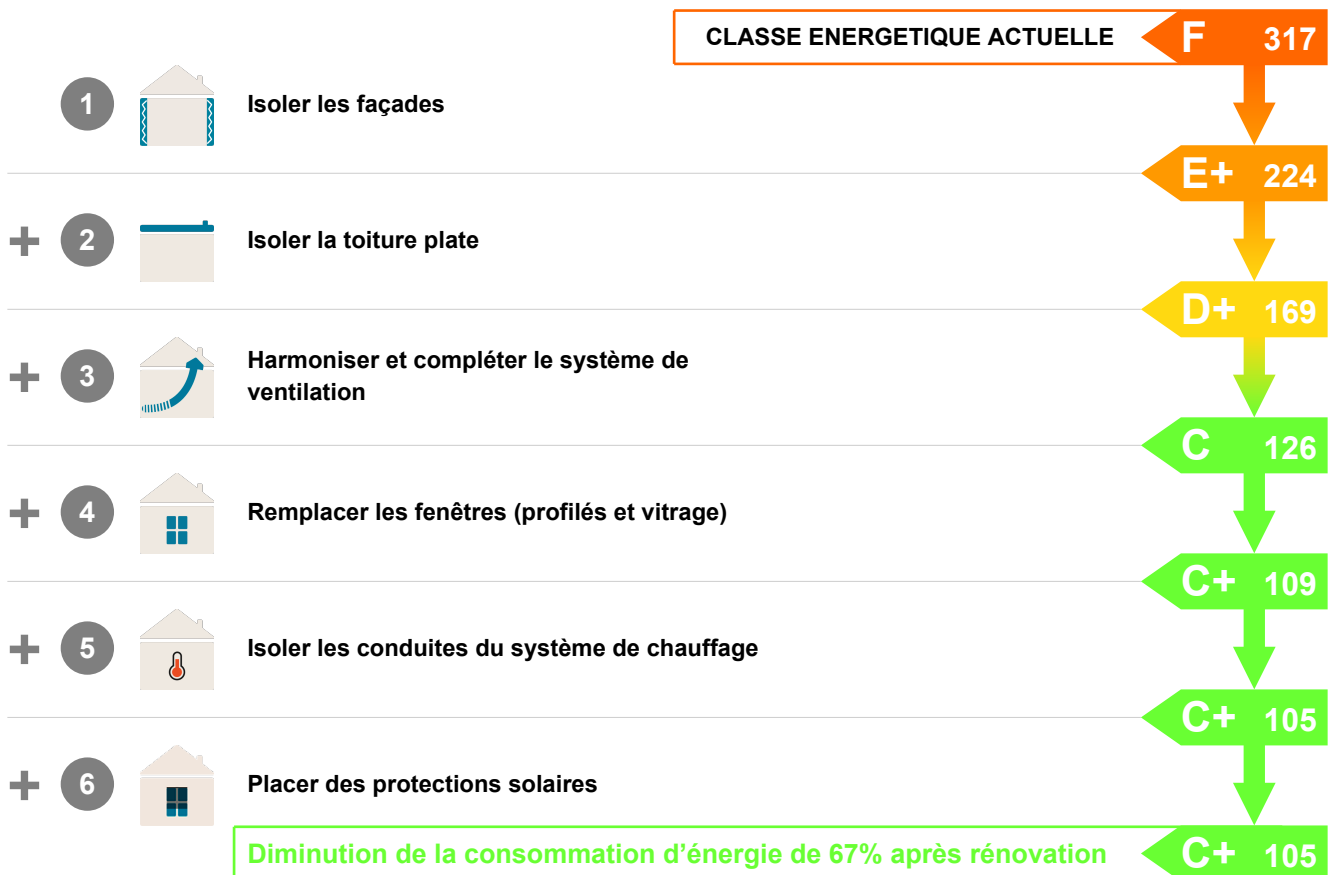 CLASSE ENERGETIQUE ACTUELLE F 317
1 Isoler les façades
E+ 224
+ 2 Isoler la toiture plate
D+ 169
+ 3 Harmoniser et compléter le système de
ventilation
C 126
+ 4 Remplacer les fenêtres (profilés et vitrage)
C+ 109
+ 5 Isoler les conduites du système de chauffage
C+ 105
+ 6 Placer des protections solaires
Diminution de la consommation d’énergie de 67% après rénovation C+ 105